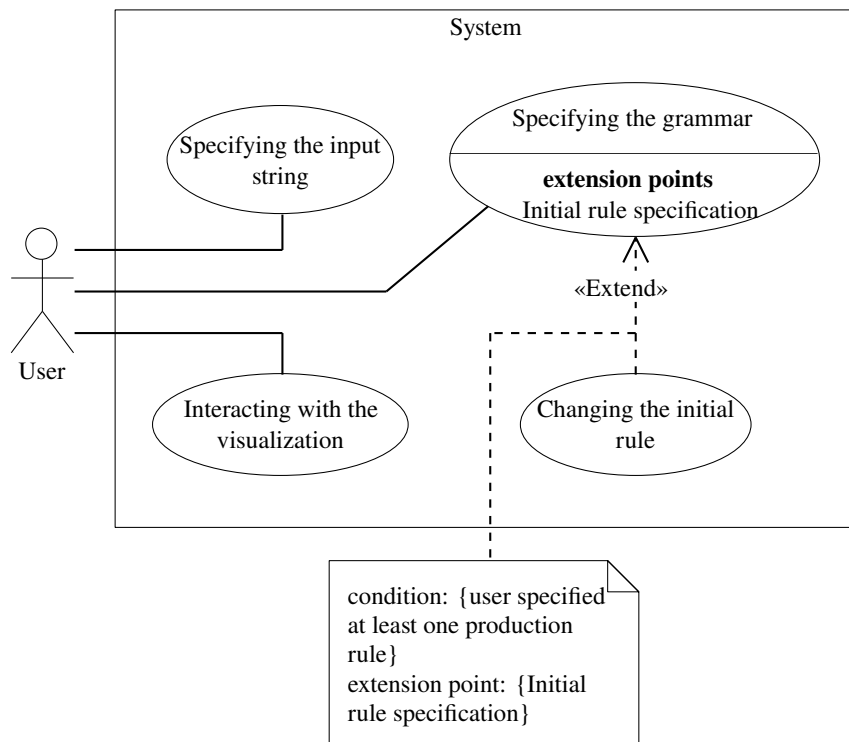 System
Specifying the input
string
Specifying the grammar
extension points
Initial rule specification
«Extend»
User
Interacting with the
visualization
Changing the initial
rule
condition: {user specified
at least one production
rule}
extension point: {Initial
rule specification}